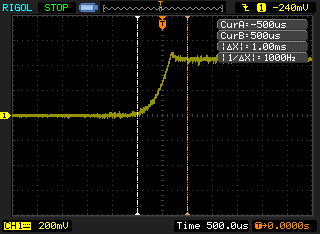 RIGOL STOP T 1 -240mV
T
CurA:-500us
CurB:500us
|ΔX|:1.00ms
|1/ΔX|:1000Hz
1
CH1 200mV Time 500.0us T→0.0000s